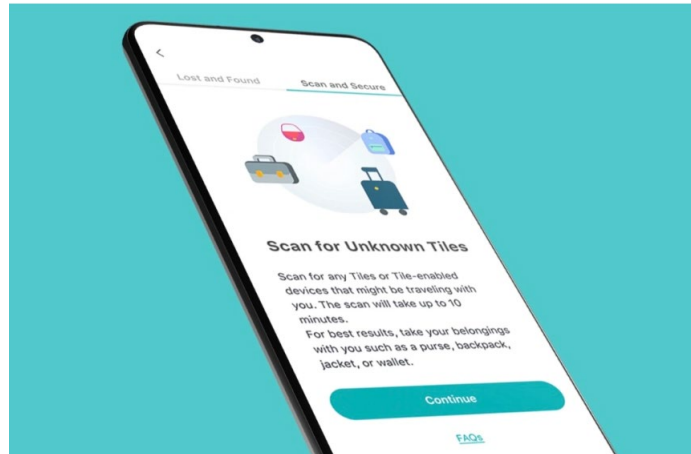 Lost and Found
Scan and Secure
Scan for Unknown Tiles
Scan for any Tiles or Tile-enabled
devices that might be traveling with
you. The scan will take up to 10
minutes.
For best results, take your belongings
with you such as a purse, backpack,
jacket, or wallet.
Continue
FAQs